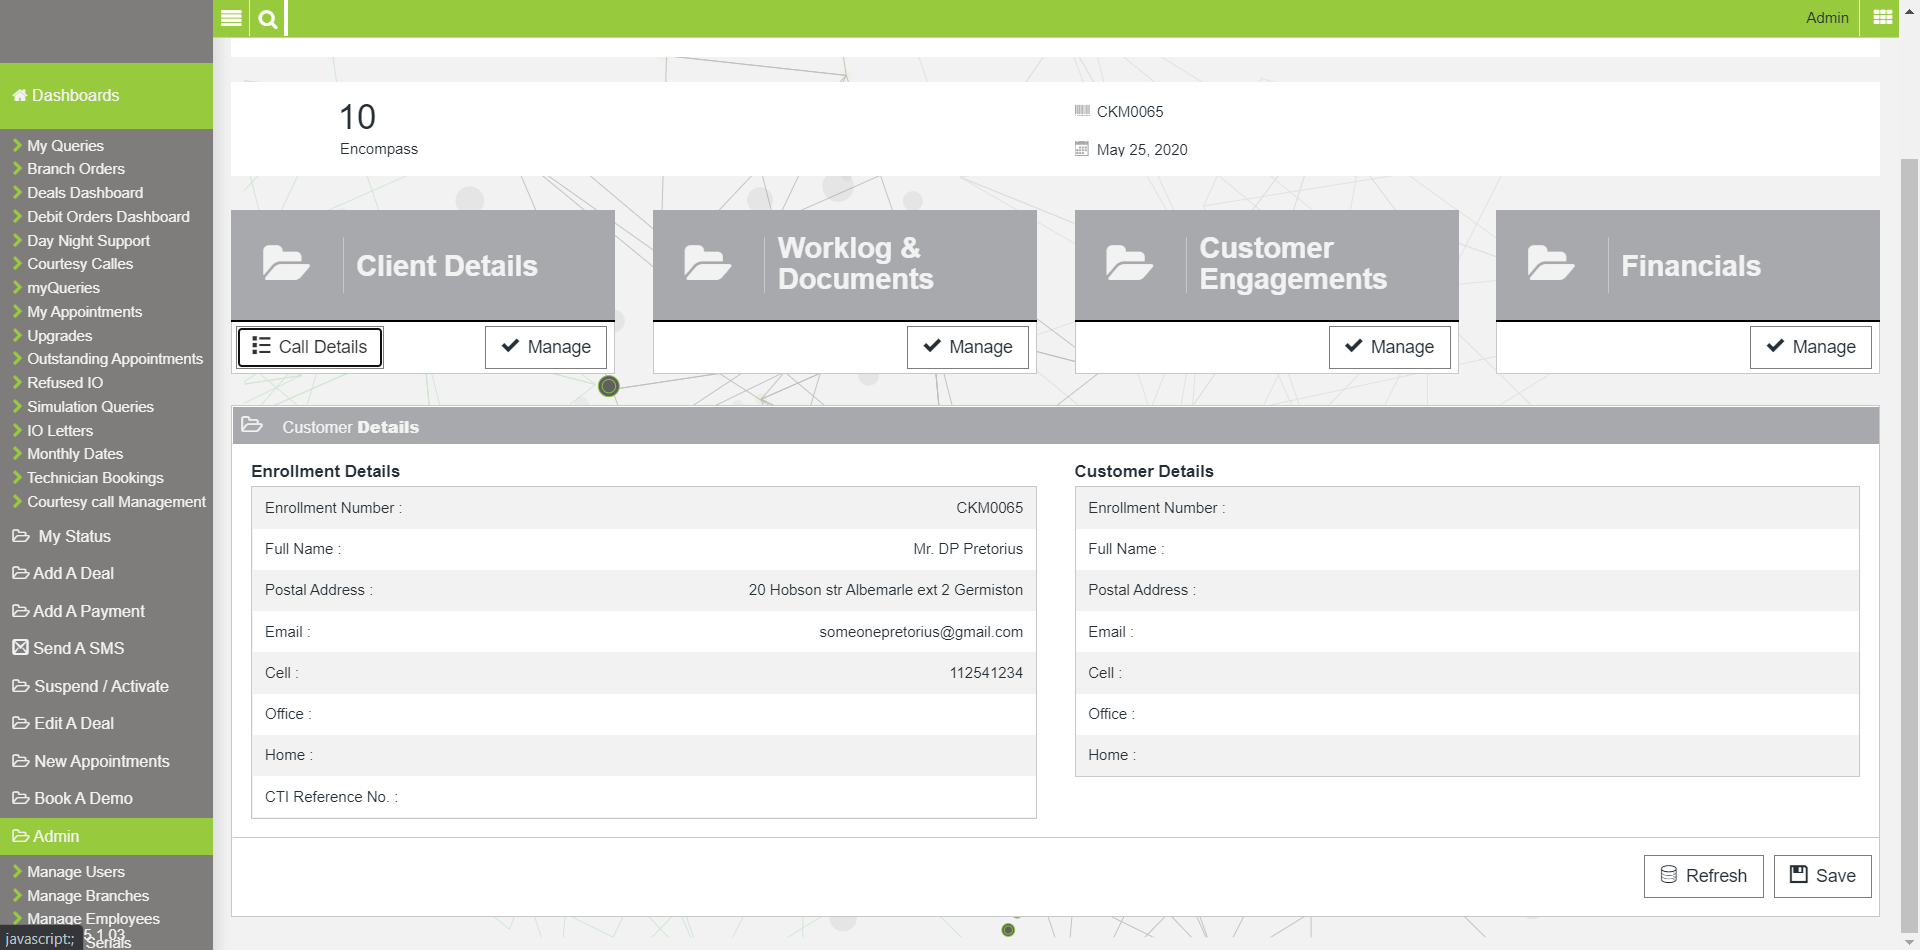 Admin
Dashboards
My Queries
Branch Orders
Deals Dashboard
Debit Orders Dashboard
Day Night Support
Courtesy Calles
myQueries
My Appointments
Upgrades
Outstanding Appointments
Refused IO
Simulation Queries
IO Letters
Monthly Dates
Technician Bookings
Courtesy call Management
My Status
Add A Deal
Add A Payment
Send A SMS
Suspend / Activate
Edit A Deal
New Appointments
Book A Demo
Admin
Manage Users
Manage Branches
Manage Employees
5.1.03
Serials
javascript:;
10
Encompass
CKM0065
May 25, 2020
Client Details
Call Details
Manage
Worklog &
Documents
Manage
Customer
Engagements
Manage
Financials
Manage
Customer Details
Enrollment Details
Enrollment Number : CKM0065
Full Name : Mr. DP Pretorius
Postal Address : 20 Hobson str Albemarle ext 2 Germiston
Email : someonepretorius@gmail.com
Cell : 112541234
Office :
Home :
CTI Reference No. :
Customer Details
Enrollment Number :
Full Name :
Postal Address :
Email :
Cell :
Office :
Home :
Refresh
Save